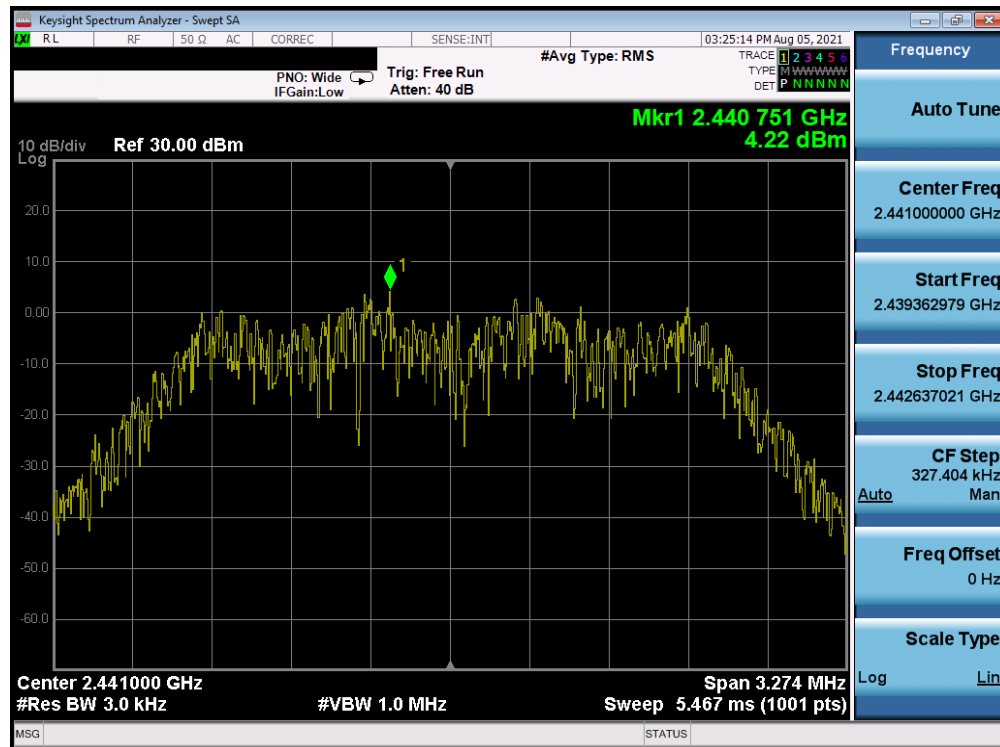 Keysight Spectrum Analyzer - Swept SA
LXI RL RF 50 Ω AC CORREC SENSE:INT 03:25:14 PM Aug 05, 2021
#Avg Type: RMS TRACE 1 2 3 4 5 6
PNO: Wide Trig: Free Run TYPE M W W W W W
IFGain:Low Atten: 40 dB DET P N N N N N
Frequency
Mkr1 2.440 751 GHz
4.22 dBm
10 dB/div Ref 30.00 dBm
Log
20.0
10.0
0.00
-10.0
-20.0
-30.0
-40.0
-50.0
-60.0
1
Center 2.441000 GHz Span 3.274 MHz
#Res BW 3.0 kHz #VBW 1.0 MHz Sweep 5.467 ms (1001 pts)
MSG STATUS
Auto Tune
Center Freq
2.441000000 GHz
Start Freq
2.439362979 GHz
Stop Freq
2.442637021 GHz
CF Step
327.404 kHz
Auto Man
Freq Offset
0 Hz
Scale Type
Log Lin